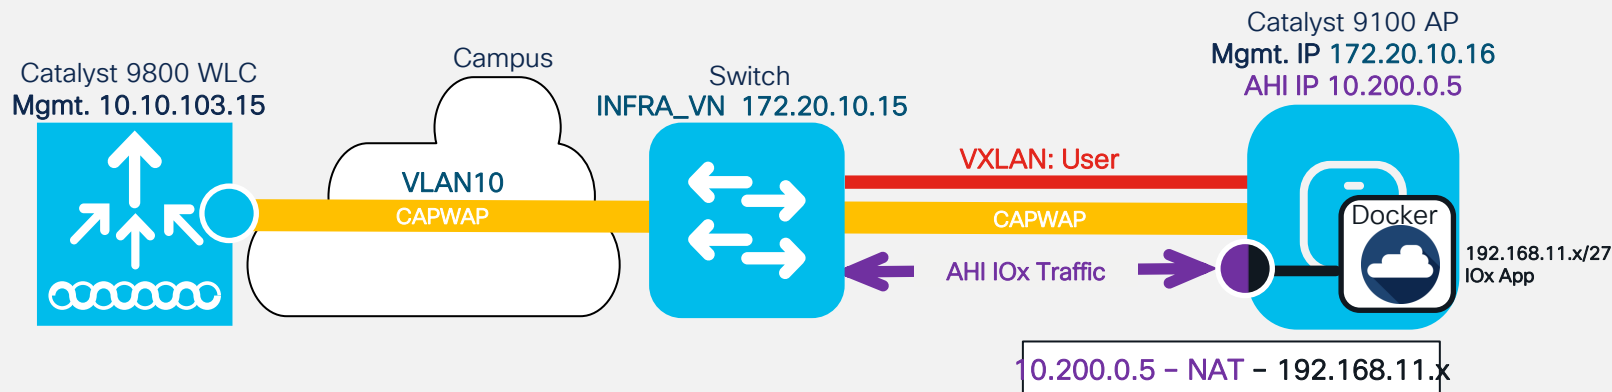 Catalyst 9800 WLC
Mgmt. 10.10.103.15
Campus
VLAN10
CAPWAP
Switch
INFRA_VN 172.20.10.15
VXLAN: User
CAPWAP
AHI IOx Traffic
Catalyst 9100 AP
Mgmt. IP 172.20.10.16
AHI IP 10.200.0.5
Docker
192.168.11.x/27
IOx App
10.200.0.5 – NAT – 192.168.11.x